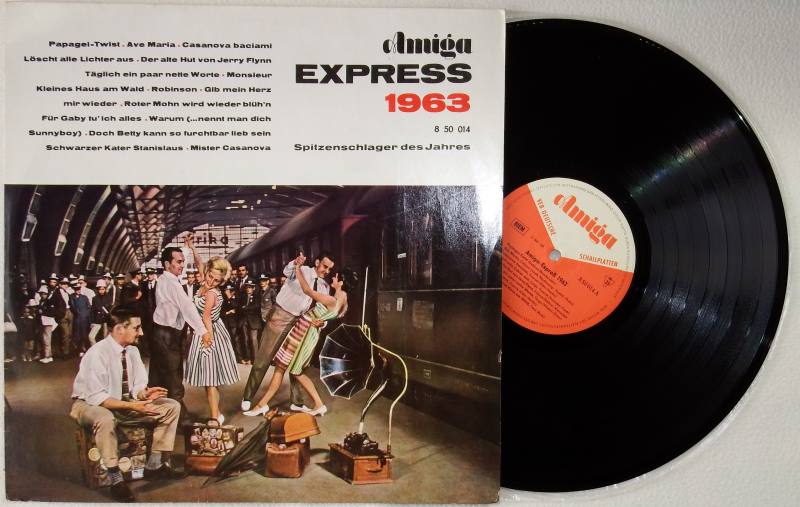 Papagei-Twist . Ave Maria . Casanova baciami
Löscht alle Lichter aus . Der alte Hut von Jerry Flynn
Täglich ein paar nette Worte . Monsieur
Kleines Haus am Wald . Robinson . Gib mein Herz
mir wieder . Roter Mohn wird wieder blüh'n
Für Gaby tu' ich alles . Warum (...nennt man dich
Sunnyboy) . Doch Betty kann so furchtbar lieb sein
Schwarzer Kater Stanislaus . Mister Casanova
Amiga
EXPRESS
1963
8 50 014
Spitzenschlager des Jahres
VEB DEUTSCHE
Amiga
SCHALLPLATTEN